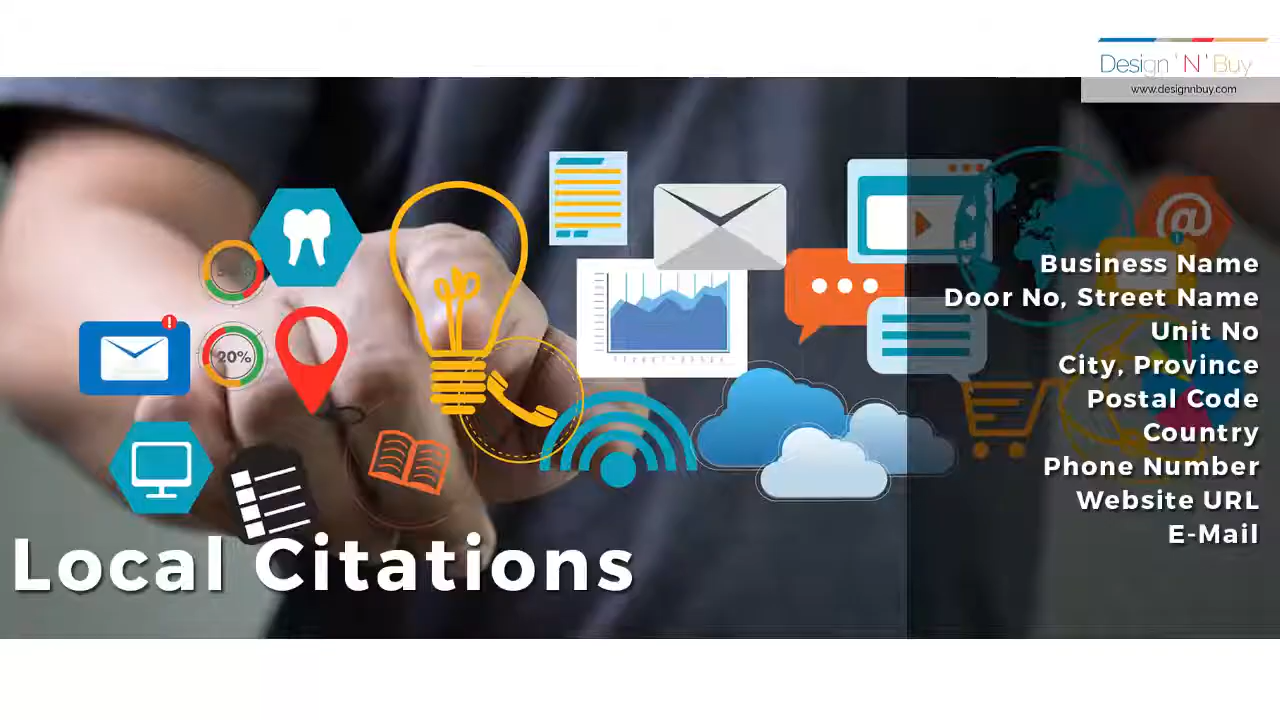 Design 'N' Buy
www.designnbuy.com
Business Name
Door No, Street Name
Unit No
City, Province
Postal Code
Country
Phone Number
Website URL
E-Mail
@
!
20%
Local Citations